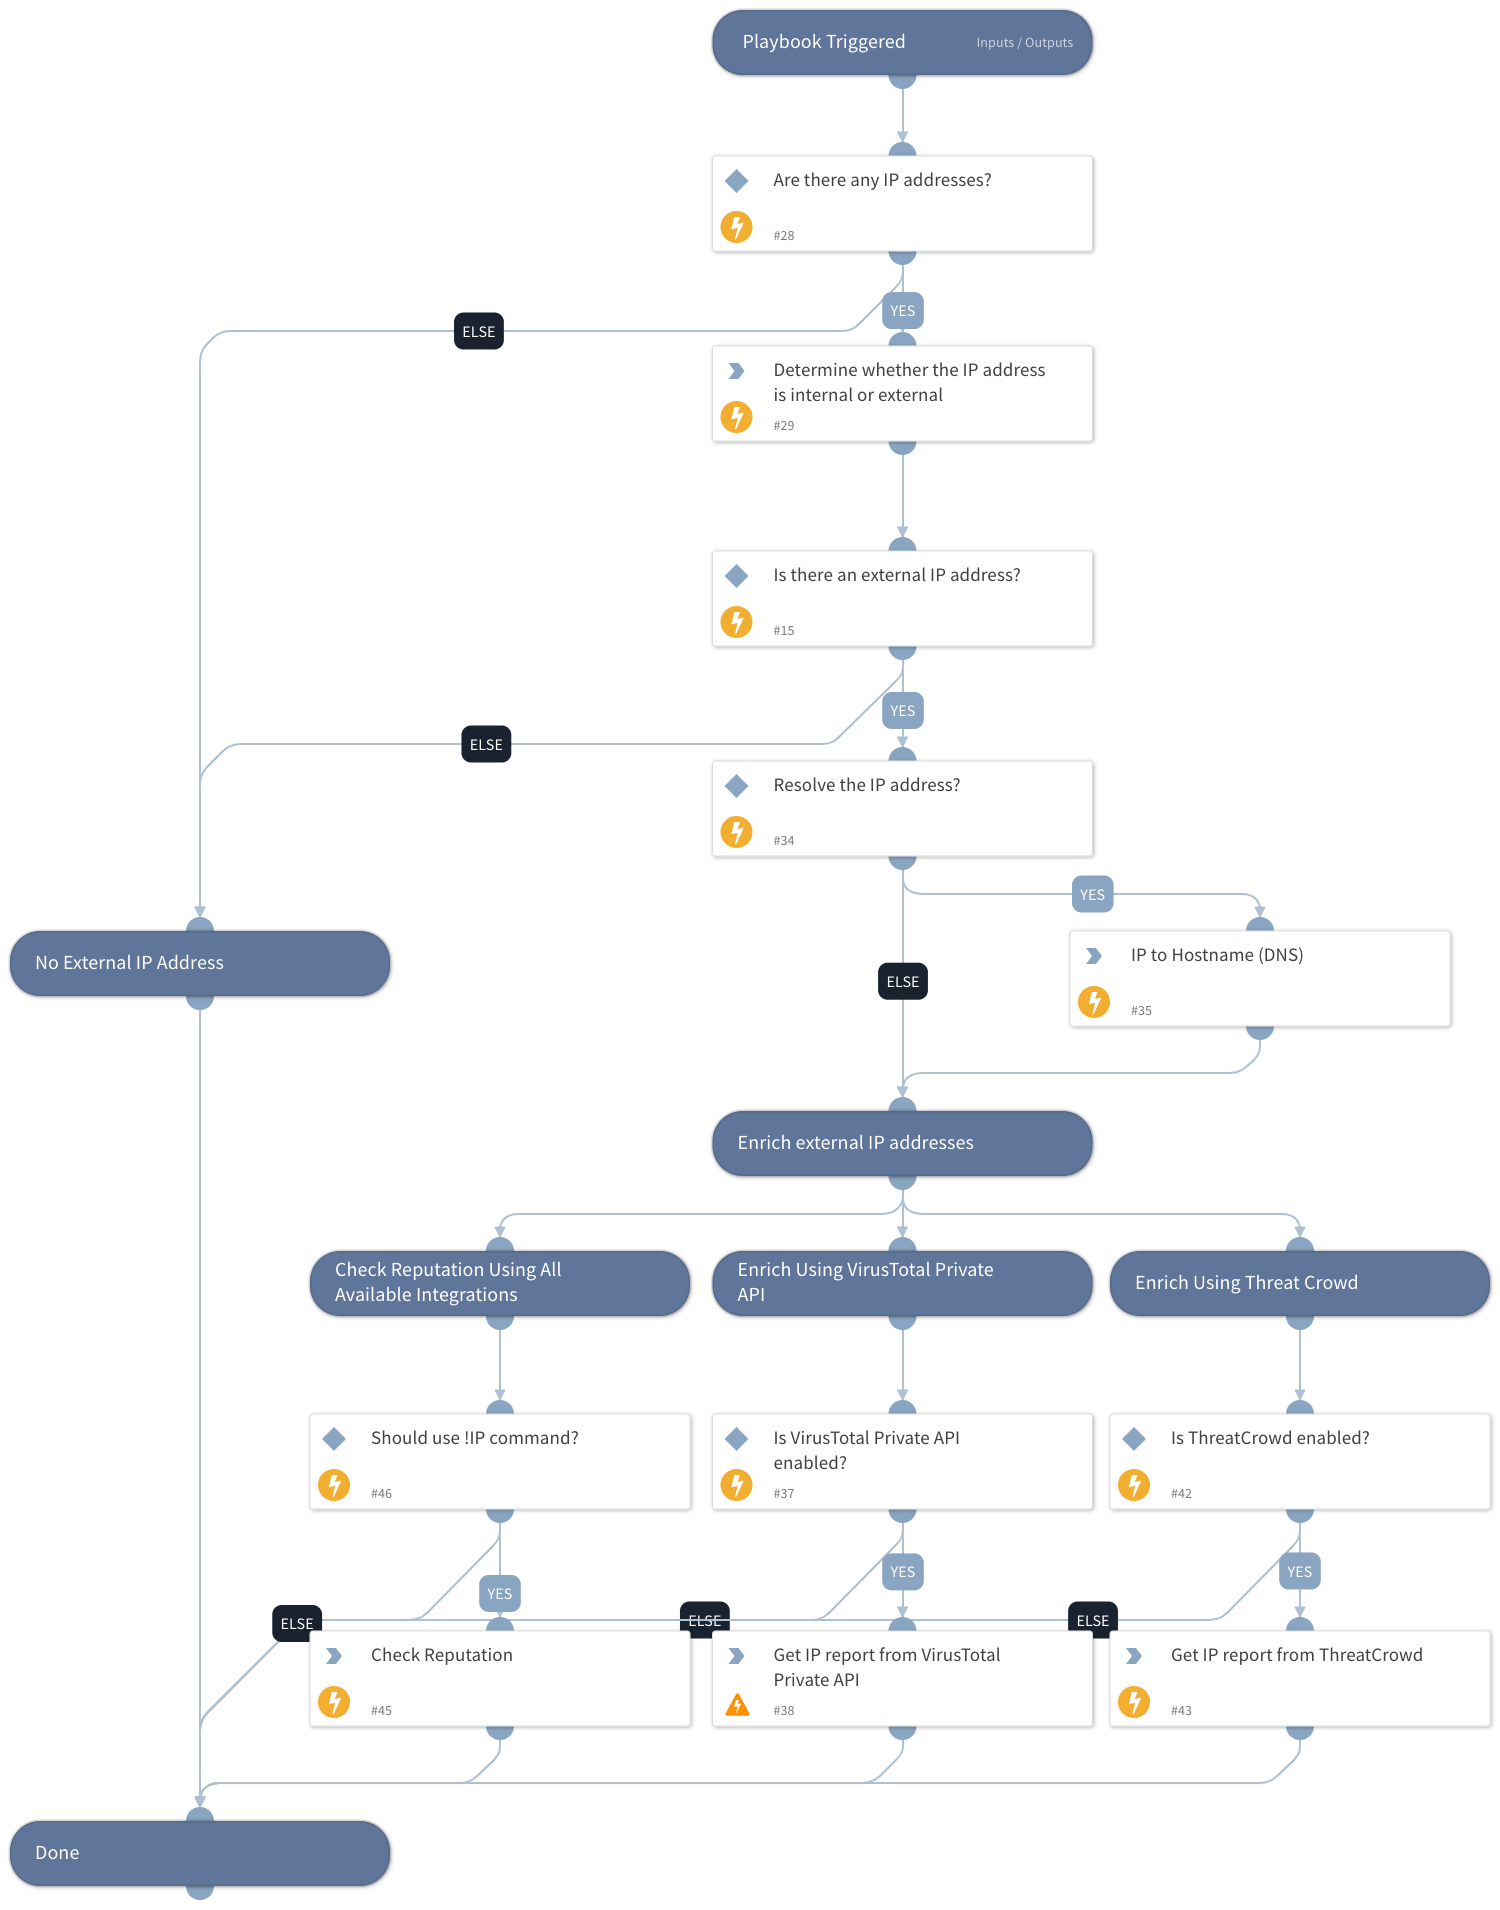 Playbook Triggered
Inputs / Outputs
Are there any IP addresses?
#28
YES
ELSE
Determine whether the IP address
is internal or external
#29
Is there an external IP address?
#15
YES
ELSE
Resolve the IP address?
#34
YES
No External IP Address
IP to Hostname (DNS)
ELSE
#35
Enrich external IP addresses
Check Reputation Using All
Available Integrations
Enrich Using VirusTotal Private
API
Enrich Using Threat Crowd
Should use !IP command?
#46
Is VirusTotal Private API
enabled?
#37
Is ThreatCrowd enabled?
#42
YES
YES
YES
ELSE
ELSE
ELSE
Check Reputation
#45
Get IP report from VirusTotal
Private API
#38
Get IP report from ThreatCrowd
#43
Done